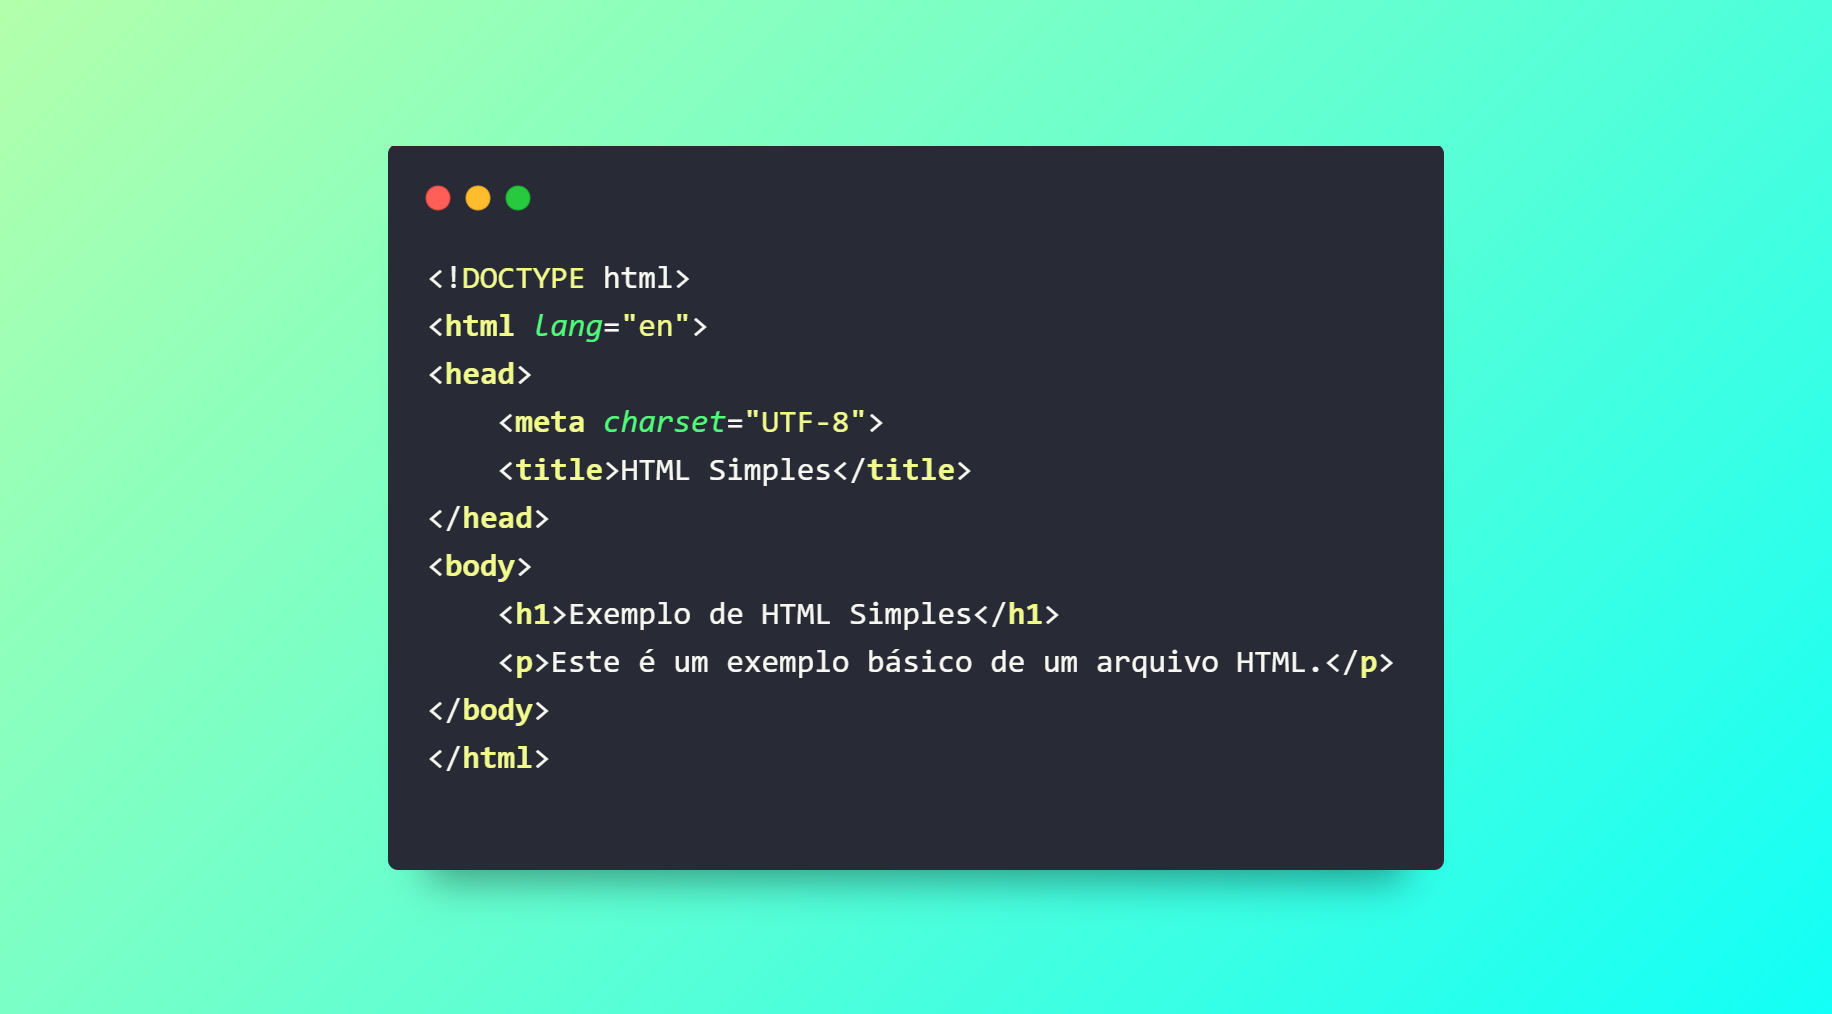 <!DOCTYPE html>
<html lang="en">
<head>
    <meta charset="UTF-8">
    <title>HTML Simples</title>
</head>
<body>
    <h1>Exemplo de HTML Simples</h1>
    <p>Este é um exemplo básico de um arquivo HTML.</p>
</body>
</html>